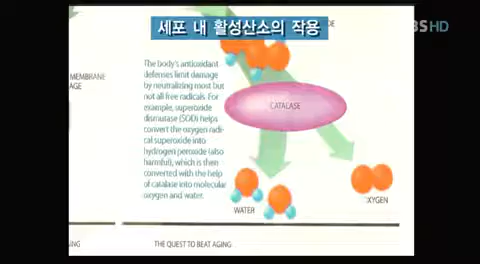 세포 내 활성산소의 작용
BS HD
DE
MEMBRANE
AGE
The body's antioxidant
defenses limit damage
by neutralizing most but
not all free radicals. For
example, superoxide
dismutase (SOD) helps
convert the oxygen radi-
cal superoxide into
hydrogen peroxide (also
harmful), which is then
converted with the help
of catalase into molecular
oxygen and water.
CATALASE
WATER
OXYGEN
ING
THE QUEST TO BEAT AGING